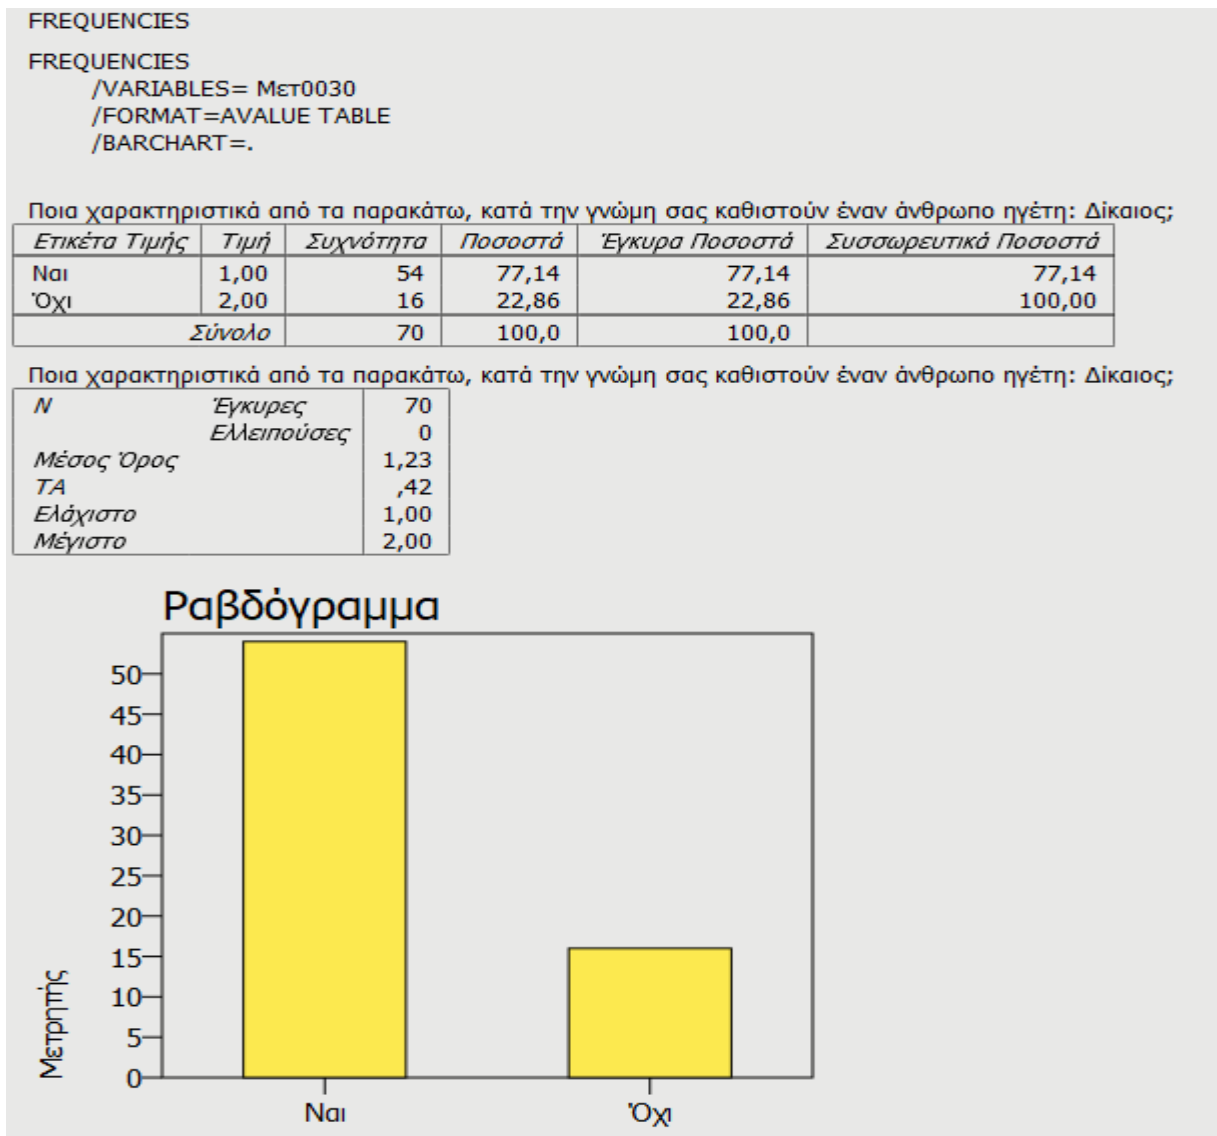 FREQUENCIES
FREQUENCIES
/VARIABLES= Μετ0030
/FORMAT=AVALUE TABLE
/BARCHART=.
Ποια χαρακτηριστικά από τα παρακάτω, κατά την γνώμη σας καθιστούν έναν άνθρωπο ηγέτη: Δίκαιος;
Ετικέτα Τιμής Τιμή Συχνότητα Ποσοστά Έγκυρα Ποσοστά Συσσωρευτικά Ποσοστά
Ναι 1,00 54 77,14 77,14 77,14
Όχι 2,00 16 22,86 22,86 100,00
Σύνολο 70 100,0 100,0
Ποια χαρακτηριστικά από τα παρακάτω, κατά την γνώμη σας καθιστούν έναν άνθρωπο ηγέτη: Δίκαιος;
N Έγκυρες 70
Ελλειπούσες 0
Μέσος Όρος 1,23
ΤΑ ,42
Ελάχιστο 1,00
Μέγιστο 2,00
Ραβδόγραμμα
50
45
40
35
30
25
20
15
10
5
0
Μετρητής
Ναι Όχι